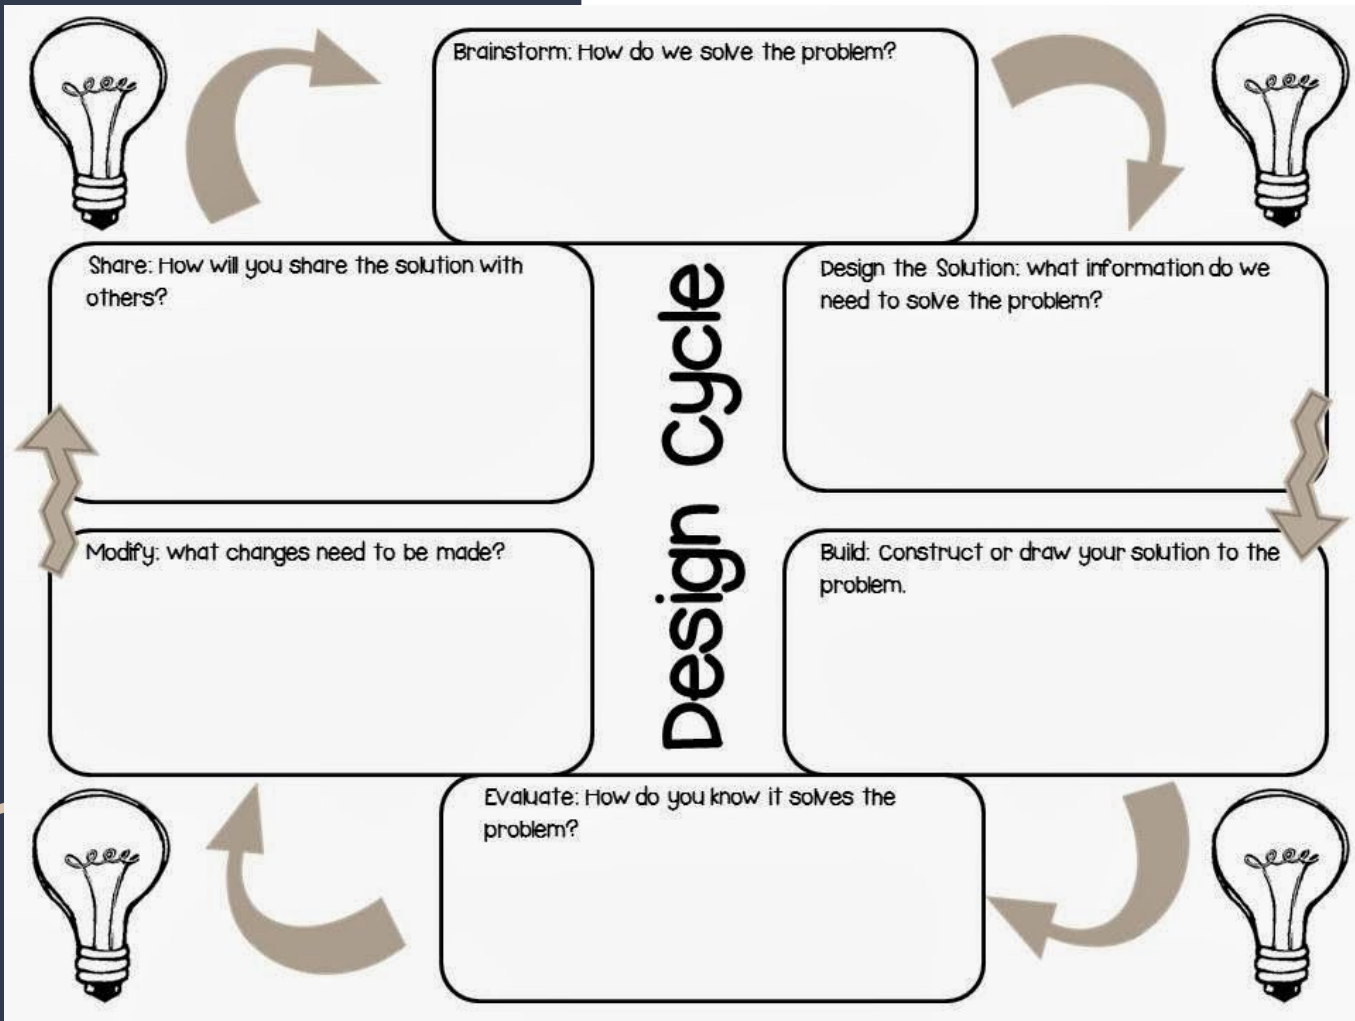 Brainstorm: How do we solve the problem?
Design the Solution: what information do we
need to solve the problem?
Build: Construct or draw your solution to the
problem.
Evaluate: How do you know it solves the
problem?
Modify: what changes need to be made?
Share: How will you share the solution with
others?
Design Cycle